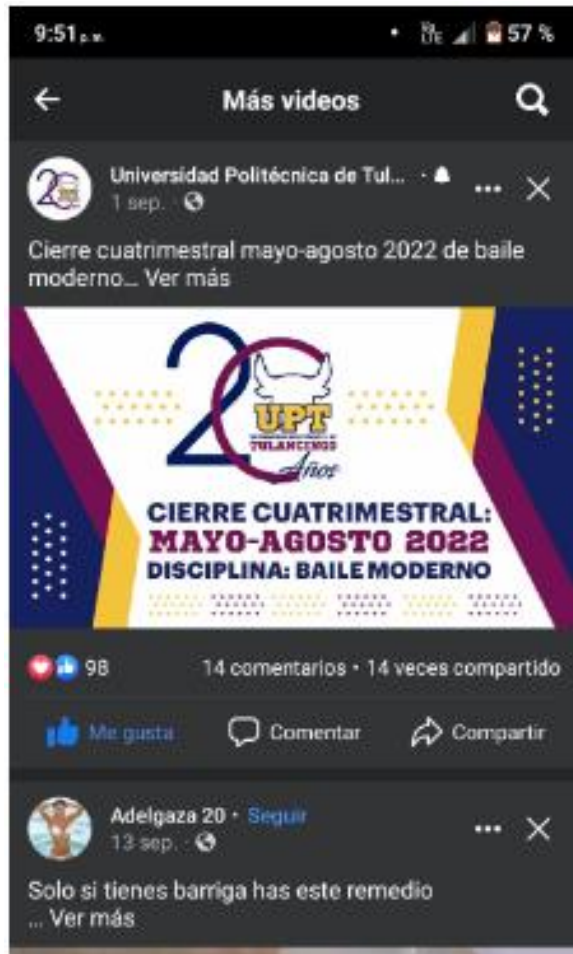 9:51 p. m.
Vo LTE 57 %
Más videos
20
Universidad Politécnica de Tul...
1 sep. ·
Cierre cuatrimestral mayo-agosto 2022 de baile
moderno... Ver más
20
UPT
TULANCINGO
Años
CIERRE CUATRIMESTRAL:
MAYO-AGOSTO 2022
DISCIPLINA: BAILE MODERNO
98
14 comentarios • 14 veces compartido
Me gusta
Comentar
Compartir
Adelgaza 20 • Seguir
13 sep. ·
Solo si tienes barriga has este remedio
... Ver más